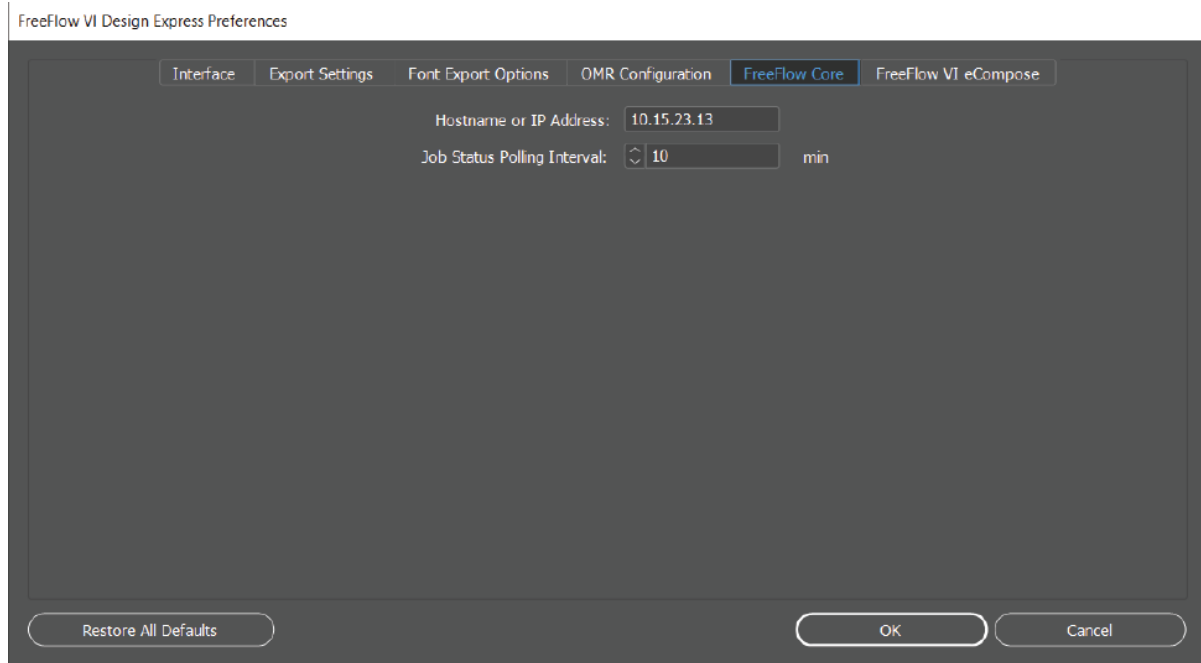 FreeFlow VI Design Express Preferences
Interface Export Settings Font Export Options OMR Configuration FreeFlow Core FreeFlow VI eCompose
Hostname or IP Address: 10.15.23.13
Job Status Polling Interval: 10 min
Restore All Defaults OK Cancel